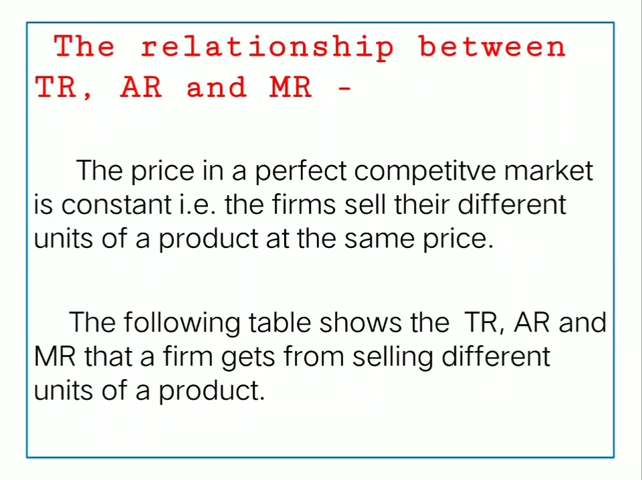 The relationship between
TR, AR and MR -
The price in a perfect competitve market
is constant i.e. the firms sell their different
units of a product at the same price.
The following table shows the TR, AR and
MR that a firm gets from selling different
units of a product.